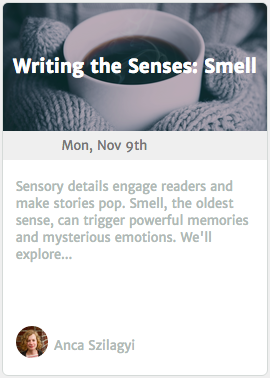 Writing the Senses: Smell
Mon, Nov 9th
Sensory details engage readers and
make stories pop. Smell, the oldest
sense, can trigger powerful memories
and mysterious emotions. We'll
explore...
Anca Szilagyi